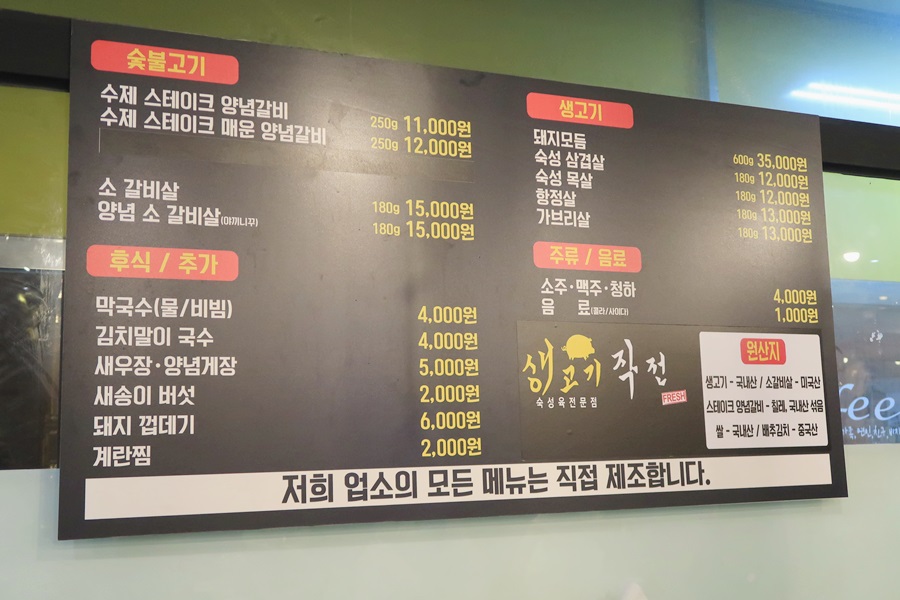 숯불고기
수제 스테이크 양념갈비 250g 11,000원
수제 스테이크 매운 양념갈비 250g 12,000원
소 갈비살 180g 15,000원
양념 소 갈비살(야끼니꾸) 180g 15,000원
후식 / 추가
막국수(물/비빔) 4,000원
김치말이 국수 4,000원
새우장·양념게장 5,000원
새송이 버섯 2,000원
돼지 껍데기 6,000원
계란찜 2,000원
생고기
돼지모듬 600g 35,000원
숙성 삼겹살 180g 12,000원
숙성 목살 180g 12,000원
항정살 180g 13,000원
가브리살 180g 13,000원
주류 / 음료
소주·맥주·청하 4,000원
음 료(콜라/사이다) 1,000원
생고기 직전
숙성육전문점
FRESH
원산지
생고기 - 국내산 / 소갈비살 - 미국산
스테이크 양념갈비 - 칠레, 국내산 섞음
쌀 - 국내산 / 배추김치 - 중국산
저희 업소의 모든 메뉴는 직접 제조합니다.